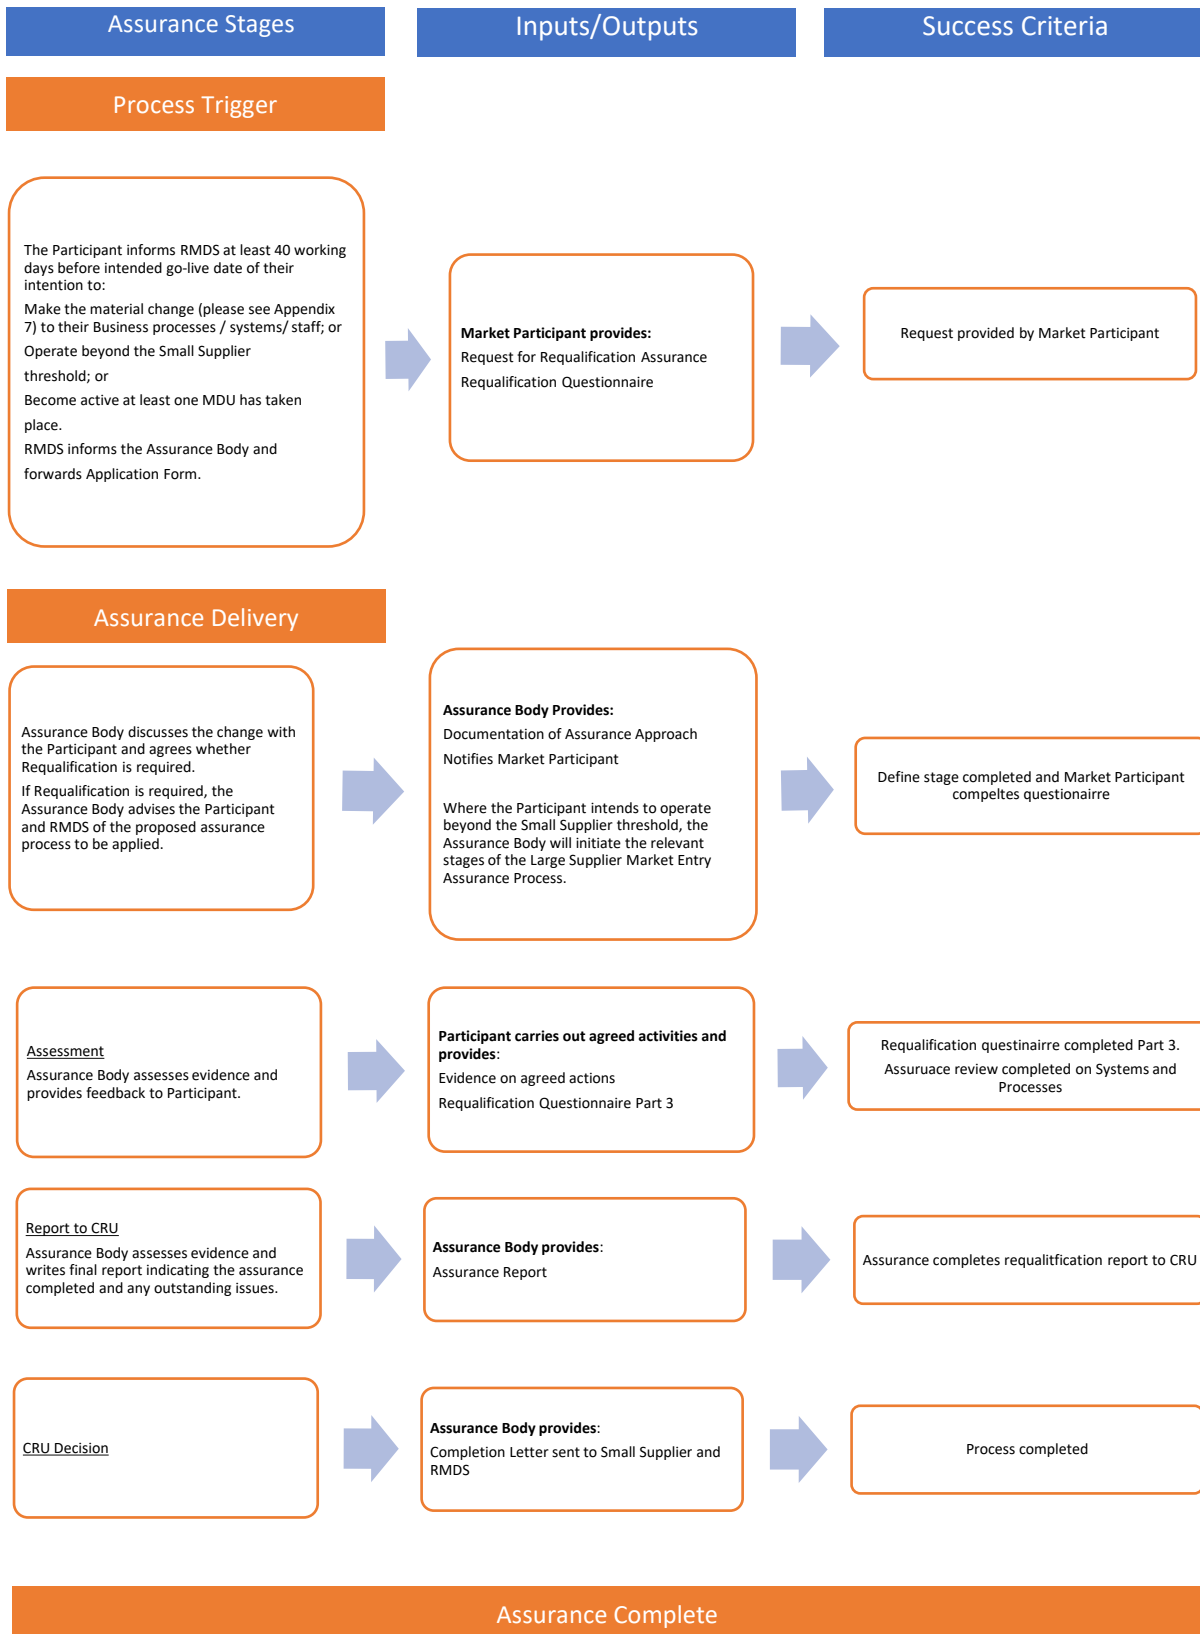 Assurance Stages
Inputs/Outputs
Success Criteria
Process Trigger
The Participant informs RMDS at least 40 working
days before intended go-live date of their
intention to:
Make the material change (please see Appendix
7) to their Business processes / systems/ staff; or
Operate beyond the Small Supplier
threshold; or
Become active at least one MDU has taken
place.
RMDS informs the Assurance Body and
forwards Application Form.
Market Participant provides:
Request for Requalification Assurance
Requalification Questionnaire
Request provided by Market Participant
Assurance Delivery
Assurance Body discusses the change with
the Participant and agrees whether
Requalification is required.
If Requalification is required, the
Assurance Body advises the Participant
and RMDS of the proposed assurance
process to be applied.
Assurance Body Provides:
Documentation of Assurance Approach
Notifies Market Participant
Where the Participant intends to operate
beyond the Small Supplier threshold, the
Assurance Body will initiate the relevant
stages of the Large Supplier Market Entry
Assurance Process.
Define stage completed and Market Participant
compeltes questionairre
Assessment
Assurance Body assesses evidence and
provides feedback to Participant.
Participant carries out agreed activities and
provides:
Evidence on agreed actions
Requalification Questionnaire Part 3
Requalification questinairre completed Part 3.
Assuruace review completed on Systems and
Processes
Report to CRU
Assurance Body assesses evidence and
writes final report indicating the assurance
completed and any outstanding issues.
Assurance Body provides:
Assurance Report
Assurance completes requalitfication report to CRU
CRU Decision
Assurance Body provides:
Completion Letter sent to Small Supplier and
RMDS
Process completed
Assurance Complete